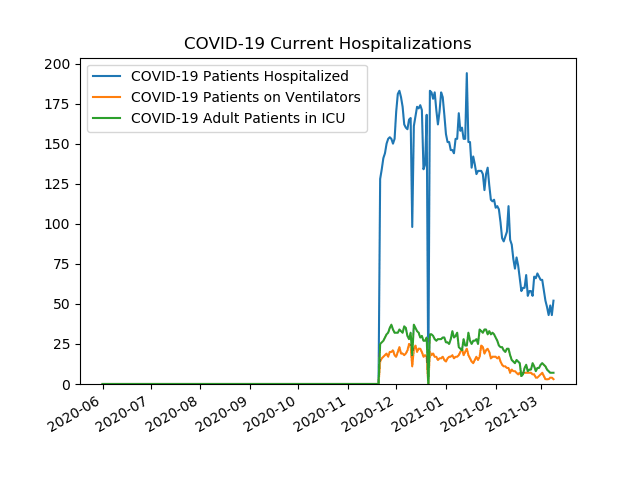 COVID-19 Current Hospitalizations
COVID-19 Patients Hospitalized
COVID-19 Patients on Ventilators
COVID-19 Adult Patients in ICU
200
175
150
125
100
75
50
25
0
2020-06 2020-07 2020-08 2020-09 2020-10 2020-11 2020-12 2021-01 2021-02 2021-03